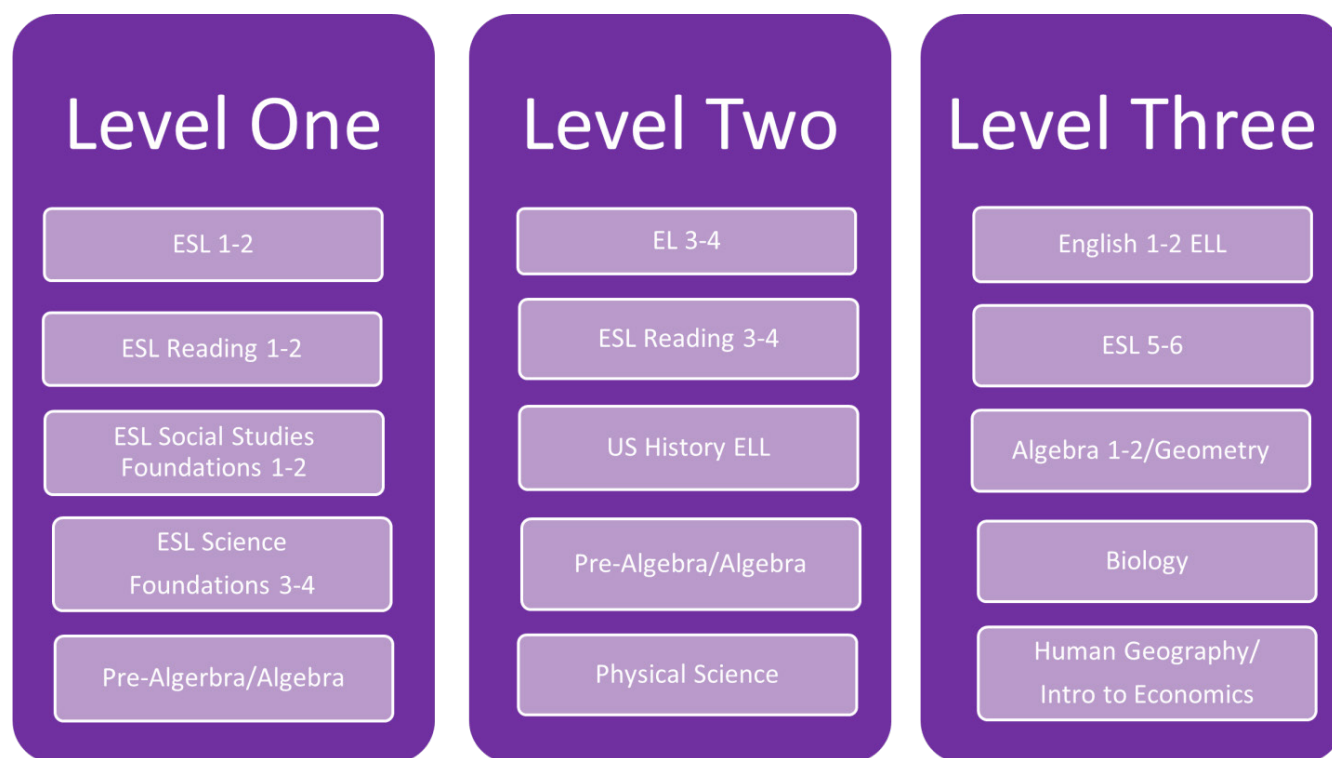 Level One
ESL 1-2
ESL Reading 1-2
ESL Social Studies
Foundations 1-2
ESL Science
Foundations 3-4
Pre-Algerbra/Algebra
Level Two
EL 3-4
ESL Reading 3-4
US History ELL
Pre-Algebra/Algebra
Physical Science
Level Three
English 1-2 ELL
ESL 5-6
Algebra 1-2/Geometry
Biology
Human Geography/
Intro to Economics